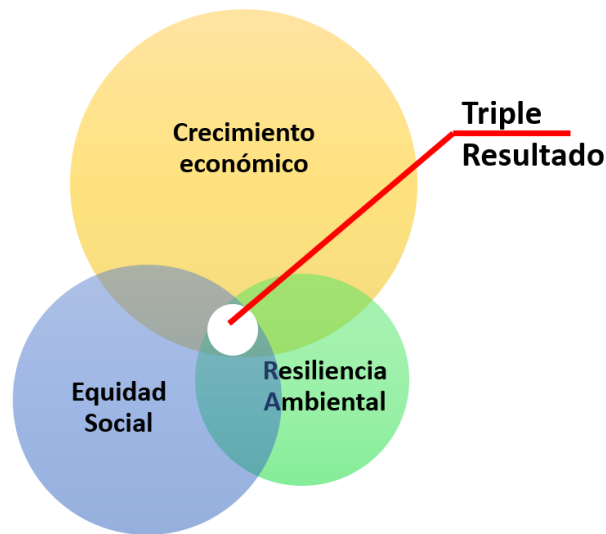 Crecimiento
económico
Triple
Resultado
Equidad
Social
Resiliencia
Ambiental